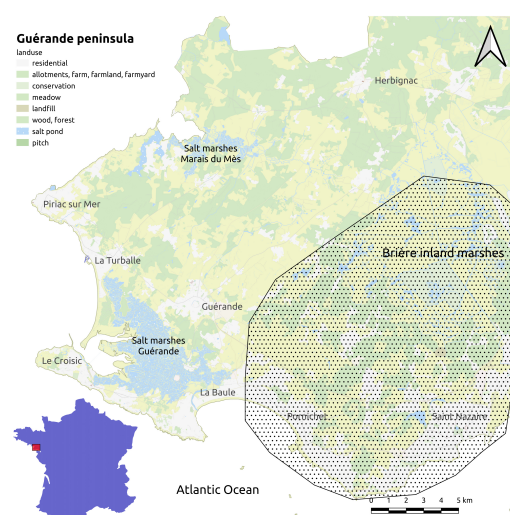 Guérande peninsula
landuse
residential
allotments, farm, farmland, farmyard
conservation
meadow
landfill
wood, forest
salt pond
pitch
Herbignac
Salt marshes
Marais du Mès
Piriac sur Mer
Brière inland marshes
La Turballe
Guérande
Salt marshes
Guérande
Le Croisic
La Baule
Pornichet
Saint Nazaire
Atlantic Ocean
0 1 2 3 4 5 km